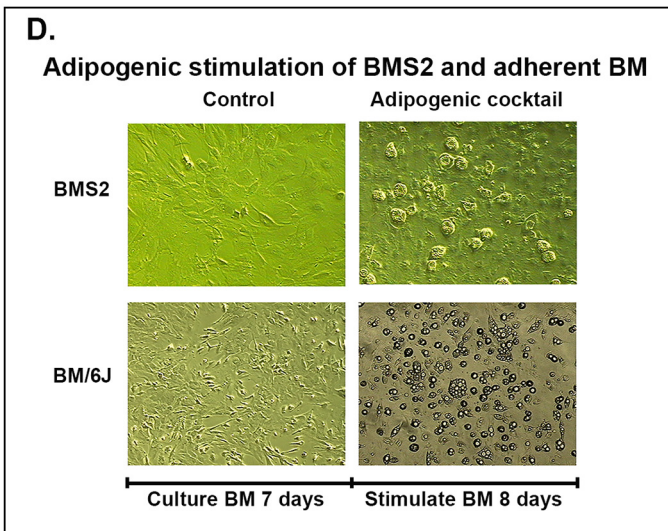 D.
Adipogenic stimulation of BMS2 and adherent BM
Control
Adipogenic cocktail
BMS2
BM/6J
Culture BM 7 days
Stimulate BM 8 days